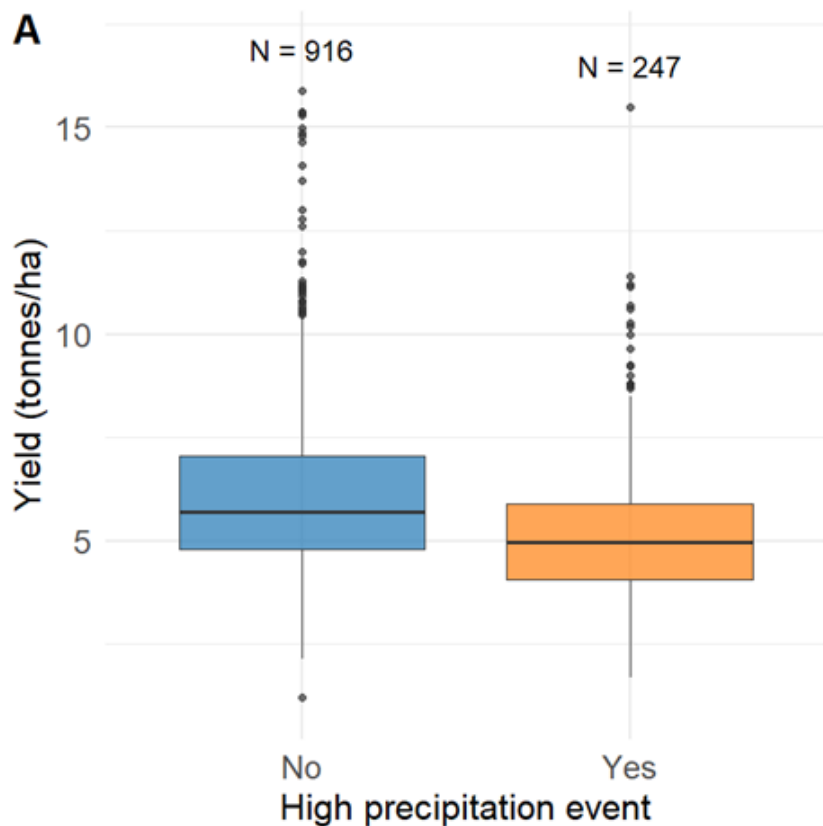 A
N = 916
N = 247
Yield (tonnes/ha)
15
10
5
No
Yes
High precipitation event